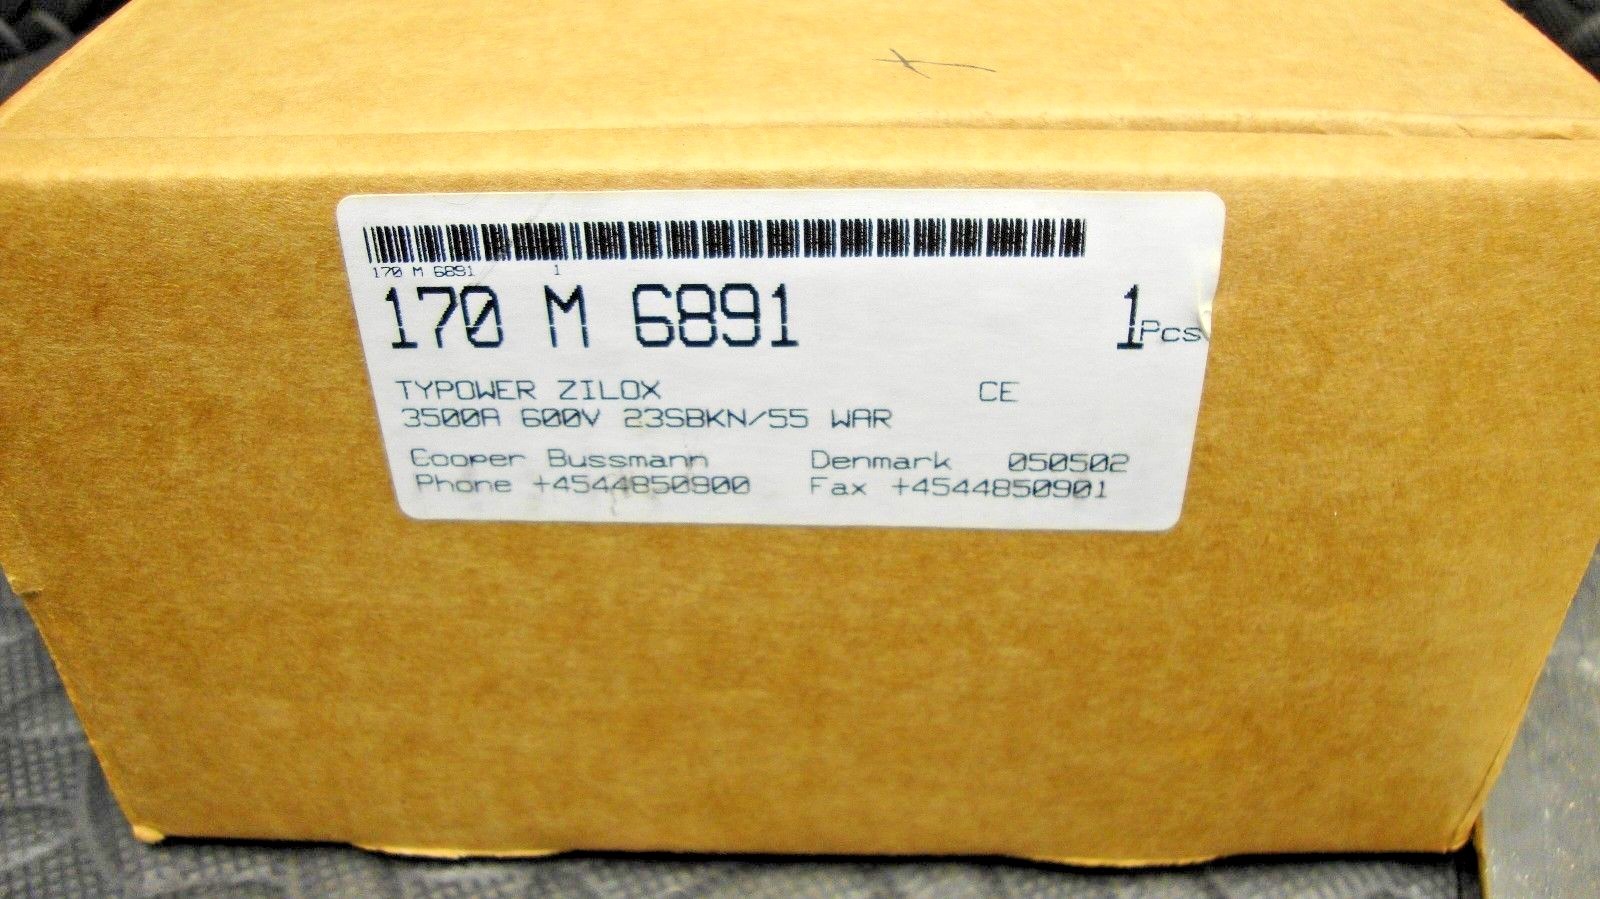 170 M 6891 1
170 M 6891 1Pcs
TYPOWER ZILOX CE
3500A 600V 23SBKN/55 WAR
Cooper Bussmann Denmark 050502
Phone +4544850900 Fax +4544850901